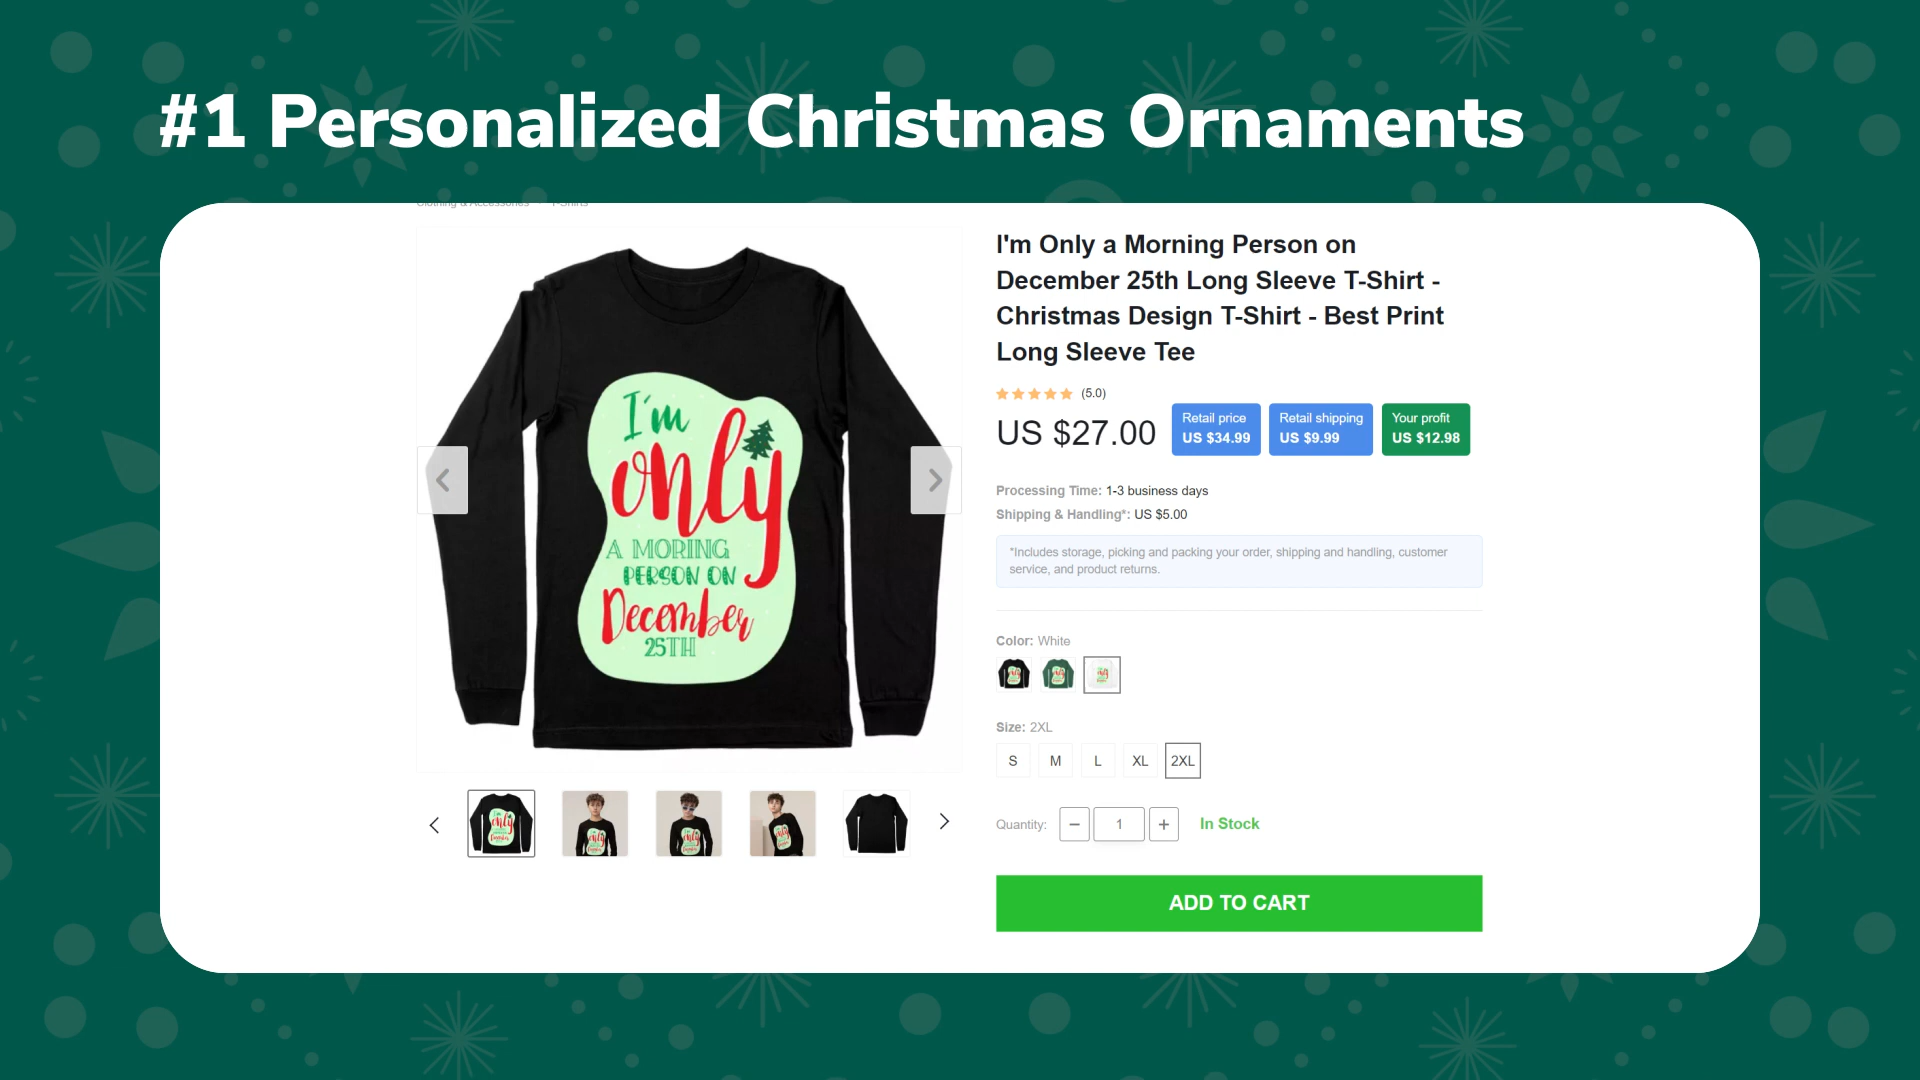 #1 Personalized Christmas Ornaments
Clothing & Accessories
T-Shirts
I'm
only
A MORING
PERSON ON
December
25TH
I'm Only a Morning Person on
December 25th Long Sleeve T-Shirt -
Christmas Design T-Shirt - Best Print
Long Sleeve Tee
(5.0)
US $27.00
Retail price
US $34.99
Retail shipping
US $9.99
Your profit
US $12.98
Processing Time: 1-3 business days
Shipping & Handling*: US $5.00
*Includes storage, picking and packing your order, shipping and handling, customer
service, and product returns.
Color: White
Size: 2XL
S M L XL 2XL
Quantity: − 1 + In Stock
ADD TO CART